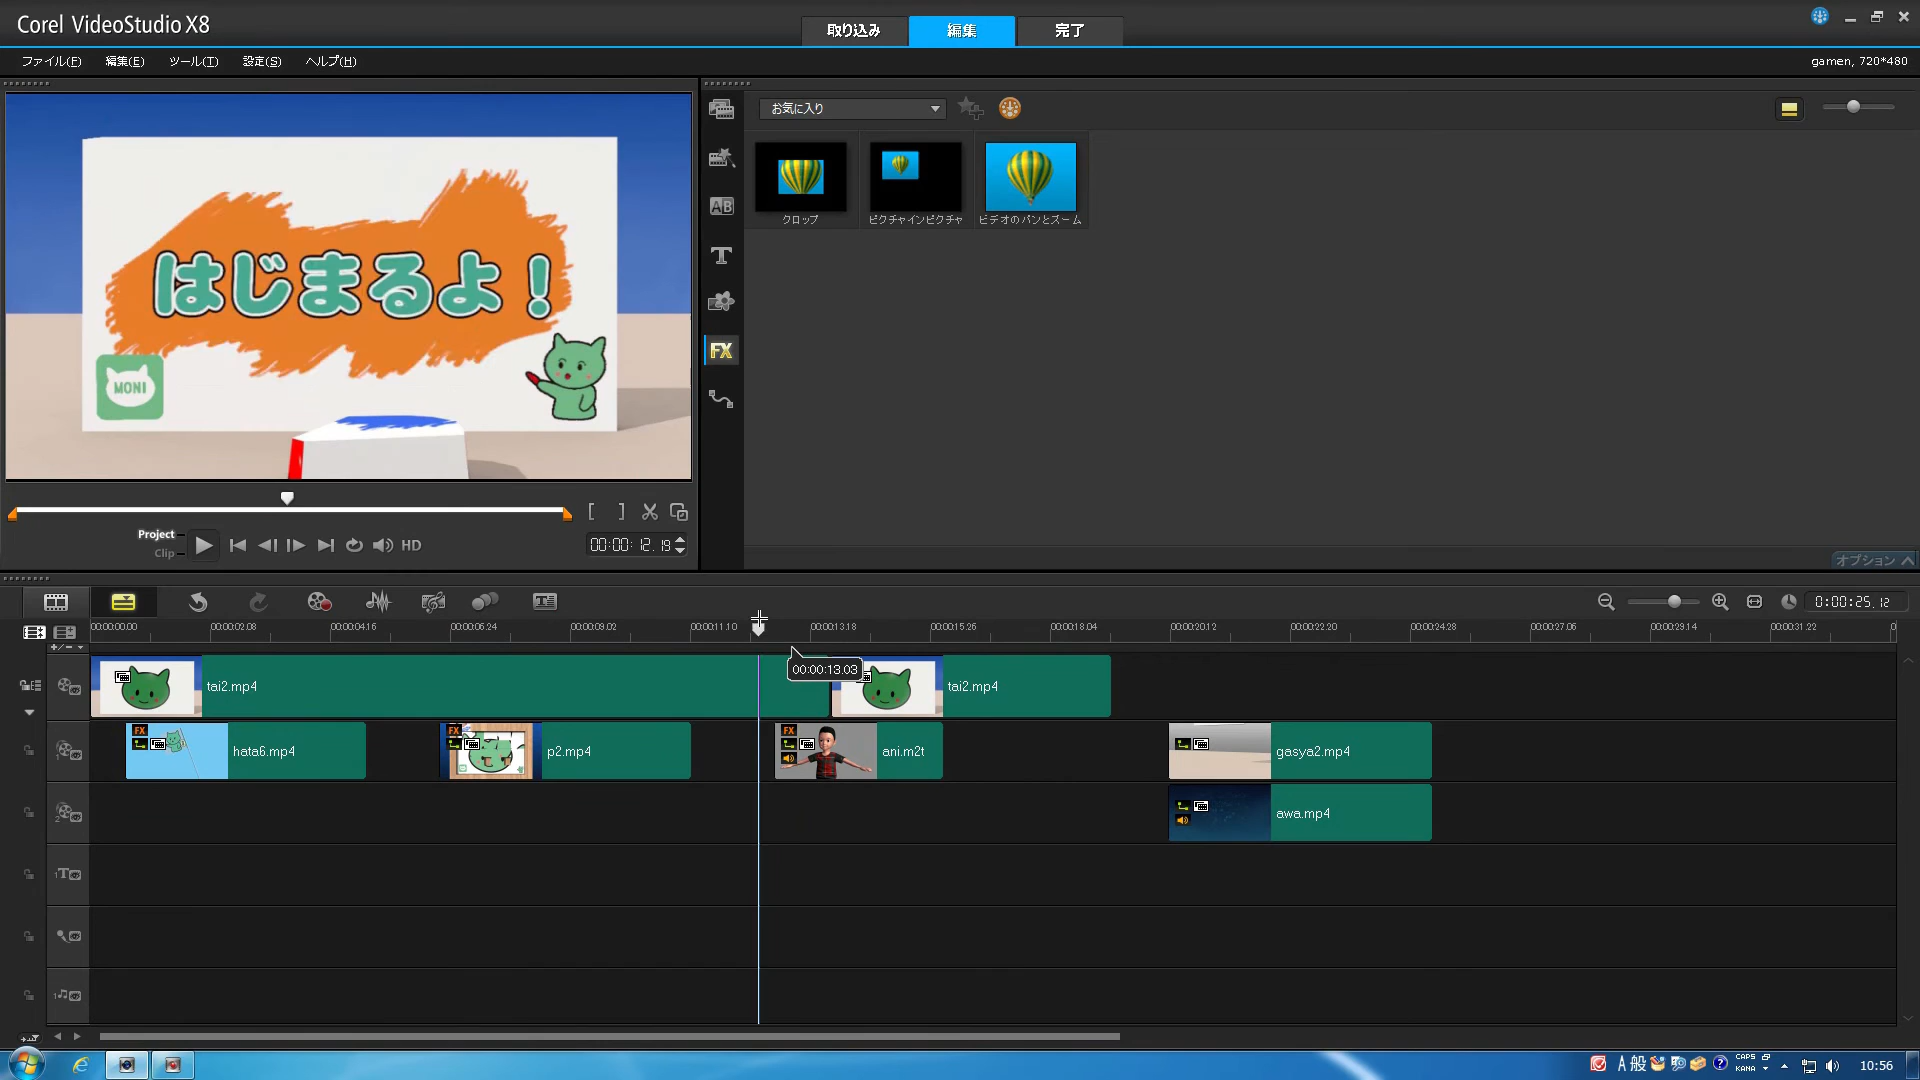 Corel VideoStudio X8
取り込み
編集
完了
ファイル(F) 編集(E) ツール(T) 設定(S) ヘルプ(H)
gamen, 720*480
お気に入り
クロップ
ピクチャインピクチャ
ビデオのパンとズーム
AB
T
FX
はじまるよ！
MONI
オプション
Project
Clip
HD
00:00:12.19
0:00:25.12
00:00:00.00
00:00:02.08
00:00:04.16
00:00:06.24
00:00:09.02
00:00:11.10
00:00:13.18
00:00:15.26
00:00:18.04
00:00:20.12
00:00:22.20
00:00:24.28
00:00:27.06
00:00:29.14
00:00:31.22
00:00:13.03
tai2.mp4
tai2.mp4
FX
hata6.mp4
FX
p2.mp4
FX
ani.m2t
gasya2.mp4
awa.mp4
A 般
CAPS
KANA
10:56